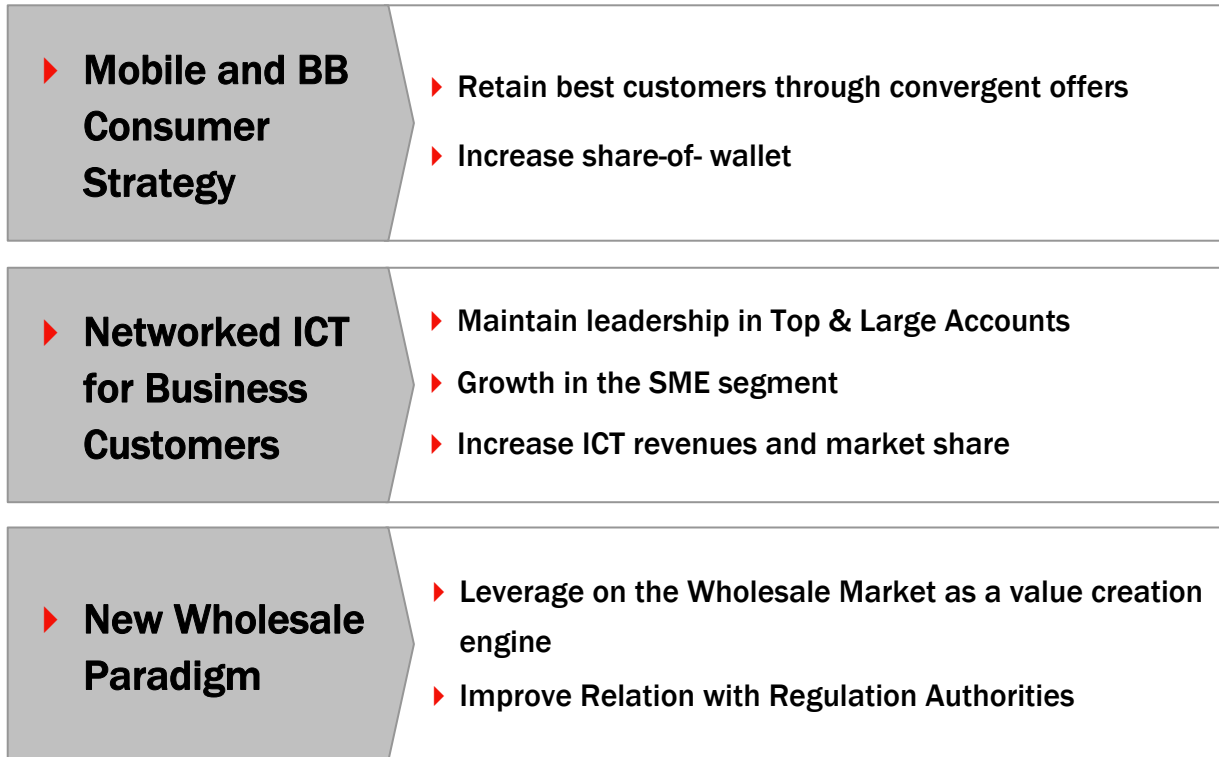 Mobile and BB
Consumer
Strategy
Retain best customers through convergent offers
Increase share-of- wallet
Networked ICT
for Business
Customers
Maintain leadership in Top & Large Accounts
Growth in the SME segment
Increase ICT revenues and market share
New Wholesale
Paradigm
Leverage on the Wholesale Market as a value creation
engine
Improve Relation with Regulation Authorities